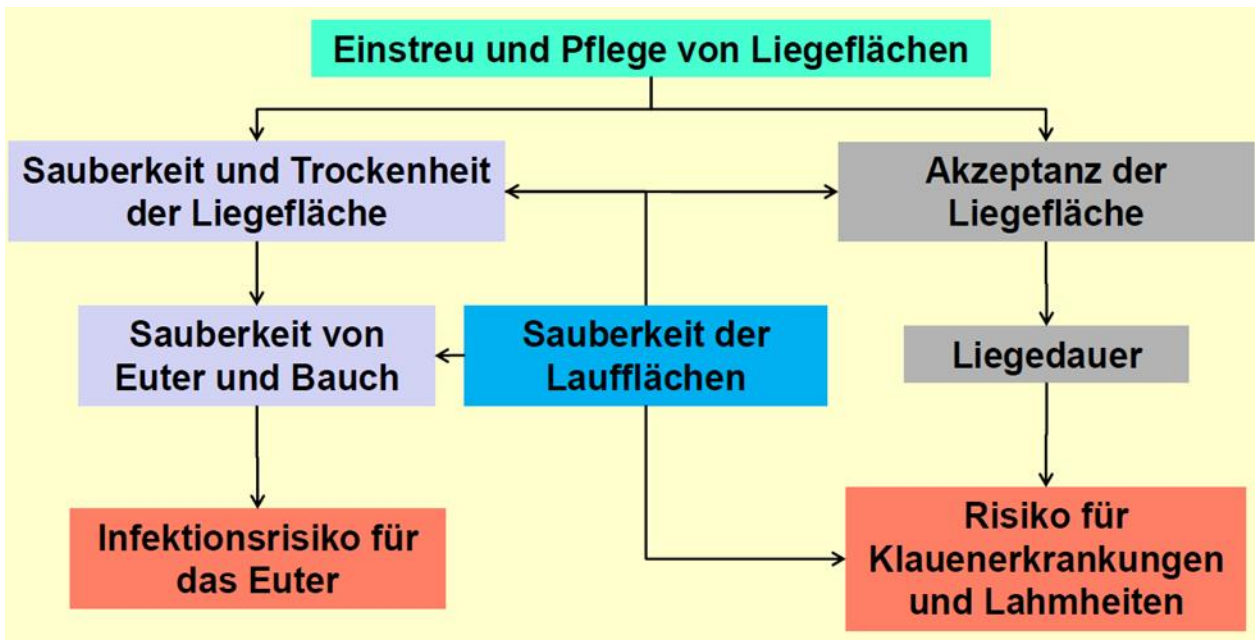 Einstreu und Pflege von Liegeflächen
Sauberkeit und Trockenheit
der Liegefläche
Akzeptanz der
Liegefläche
Sauberkeit von
Euter und Bauch
Sauberkeit der
Laufflächen
Liegedauer
Infektionsrisiko für
das Euter
Risiko für
Klauenerkrankungen
und Lahmheiten